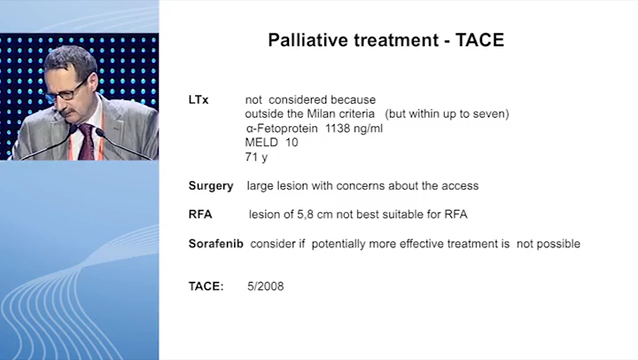 Palliative treatment - TACE
LTx not considered because
outside the Milan criteria (but within up to seven)
α-Fetoprotein 1138 ng/ml
MELD 10
71 y
Surgery large lesion with concerns about the access
RFA lesion of 5,8 cm not best suitable for RFA
Sorafenib consider if potentially more effective treatment is not possible
TACE: 5/2008